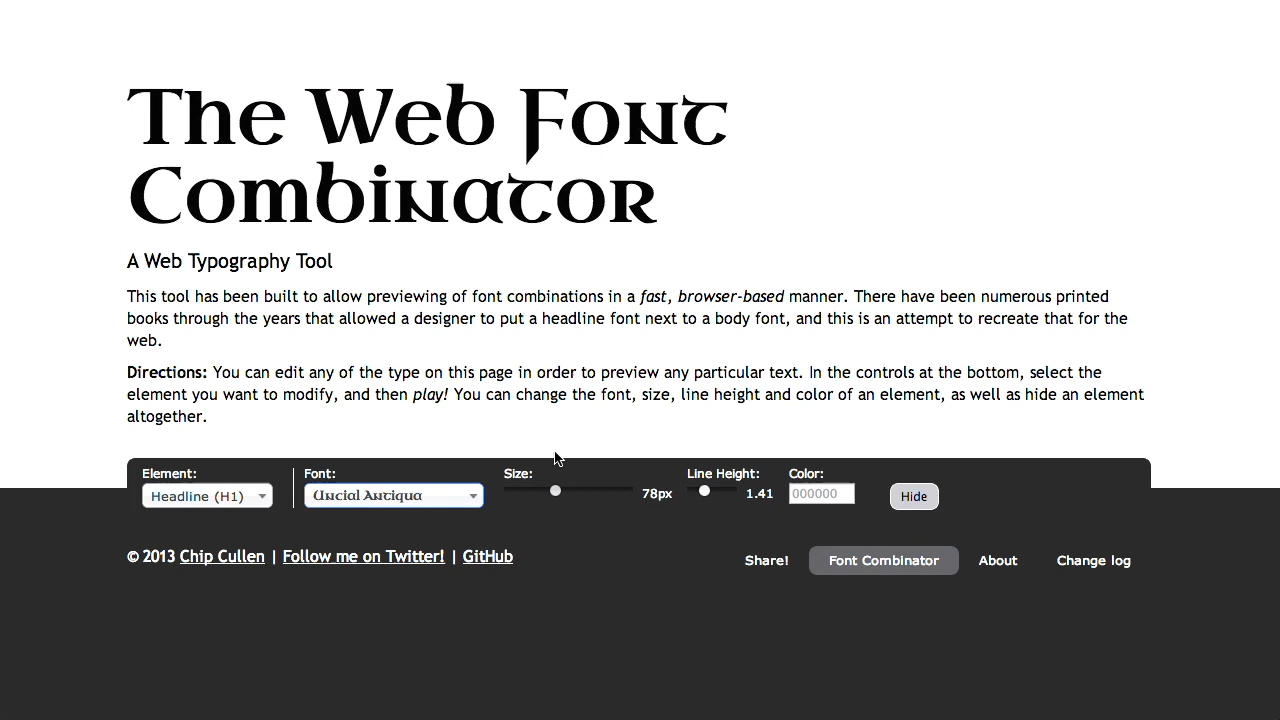 The Web Font
Combinator
A Web Typography Tool
This tool has been built to allow previewing of font combinations in a fast, browser-based manner. There have been numerous printed
books through the years that allowed a designer to put a headline font next to a body font, and this is an attempt to recreate that for the
web.
Directions: You can edit any of the type on this page in order to preview any particular text. In the controls at the bottom, select the
element you want to modify, and then play! You can change the font, size, line height and color of an element, as well as hide an element
altogether.
Element: Font: Size: Line Height: Color:
Headline (H1) Uncial Antiqua 78px 1.41 000000 Hide
© 2013 Chip Cullen | Follow me on Twitter! | GitHub Share! Font Combinator About Change log